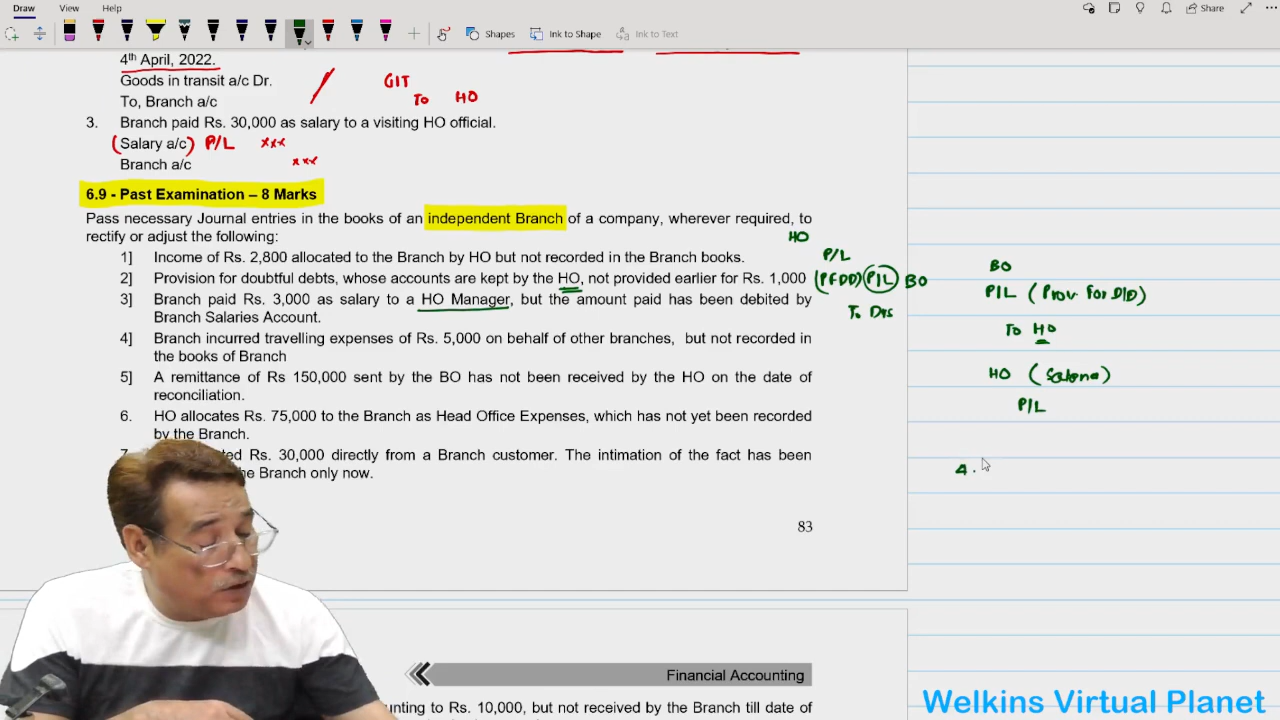 Draw View Help
Share
Shapes Ink to Shape Ink to Text
4th April, 2022.
Goods in transit a/c Dr.
To, Branch a/c
GIT
To HO
3. Branch paid Rs. 30,000 as salary to a visiting HO official.
(Salary a/c) P/L xxx
Branch a/c xxx
6.9 - Past Examination – 8 Marks
Pass necessary Journal entries in the books of an independent Branch of a company, wherever required, to
rectify or adjust the following:
HO
1] Income of Rs. 2,800 allocated to the Branch by HO but not recorded in the Branch books.
P/L
2] Provision for doubtful debts, whose accounts are kept by the HO, not provided earlier for Rs. 1,000
(PFDD) P/L BO
To Drs
3] Branch paid Rs. 3,000 as salary to a HO Manager, but the amount paid has been debited by
Branch Salaries Account.
4] Branch incurred travelling expenses of Rs. 5,000 on behalf of other branches, but not recorded in
the books of Branch
5] A remittance of Rs 150,000 sent by the BO has not been received by the HO on the date of
reconciliation.
6. HO allocates Rs. 75,000 to the Branch as Head Office Expenses, which has not yet been recorded
by the Branch.
7. Rs. 30,000 directly from a Branch customer. The intimation of the fact has been
Branch only now.
BO
P/L (Prov for D/D)
To HO
HO
P/L
4.
83
Financial Accounting
to Rs. 10,000, but not received by the Branch till date of
Welkins Virtual Planet